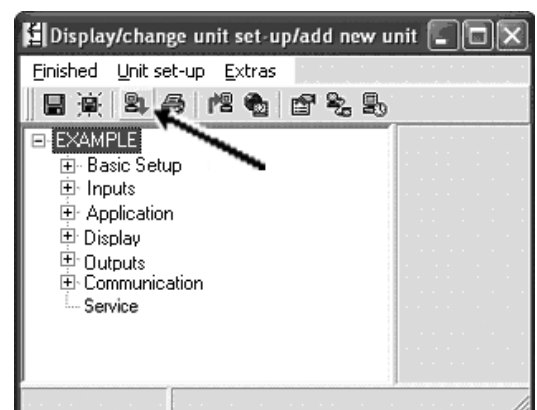 Display/change unit set-up/add new unit
Finished Unit set-up Extras
EXAMPLE
Basic Setup
Inputs
Application
Display
Outputs
Communication
Service